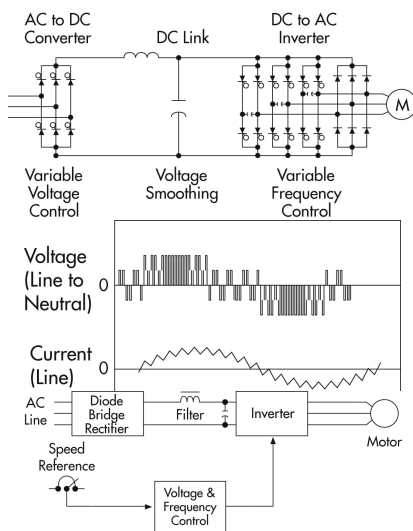 AC to DC
Converter
DC Link
DC to AC
Inverter
M
Variable
Voltage
Control
Voltage
Smoothing
Variable
Frequency
Control
Voltage
(Line to
Neutral)
0
Current
(Line)
0
AC
Line
Diode
Bridge
Rectifier
Filter
Inverter
Motor
Speed
Reference
Voltage &
Frequency
Control